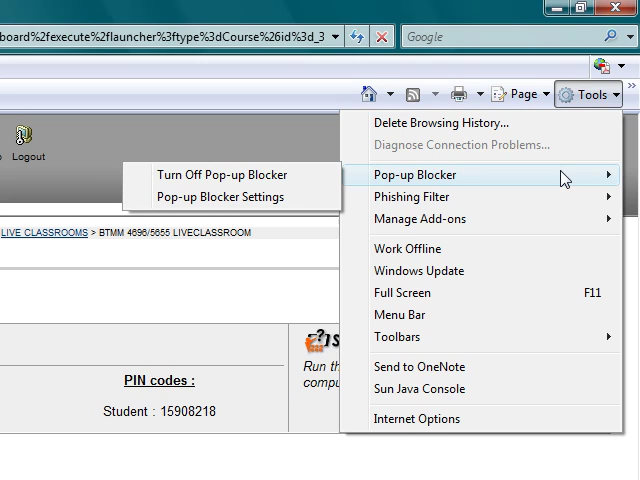 board%2fexecute%2flauncher%3ftype%3dCourse%26id%3d_3
Google
Page
Tools
Logout
Delete Browsing History...
Diagnose Connection Problems...
Pop-up Blocker
Turn Off Pop-up Blocker
Pop-up Blocker Settings
Phishing Filter
Manage Add-ons
LIVE CLASSROOMS > BTMM 4696/5655 LIVECLASSROOM
Work Offline
Windows Update
Full Screen F11
Menu Bar
Toolbars
Send to OneNote
Sun Java Console
Internet Options
PIN codes :
Student : 15908218
Run th
compu